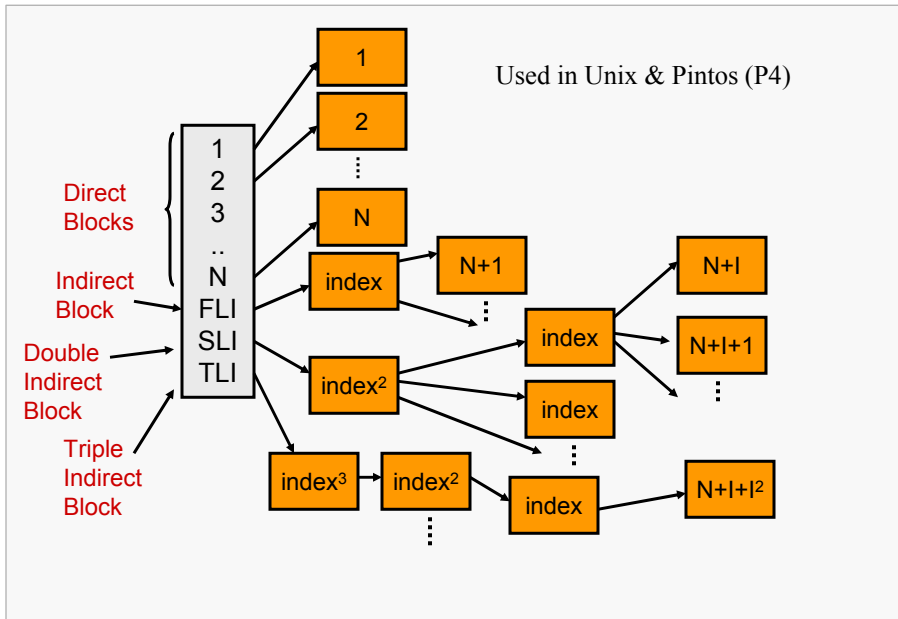 Used in Unix & Pintos (P4)
Direct
Blocks
Indirect
Block
Double
Indirect
Block
Triple
Indirect
Block
1
2
3
..
N
FLI
SLI
TLI
1
2
N
index
N+1
index²
index
N+I
N+I+1
index
index³
index²
index
N+I+I²